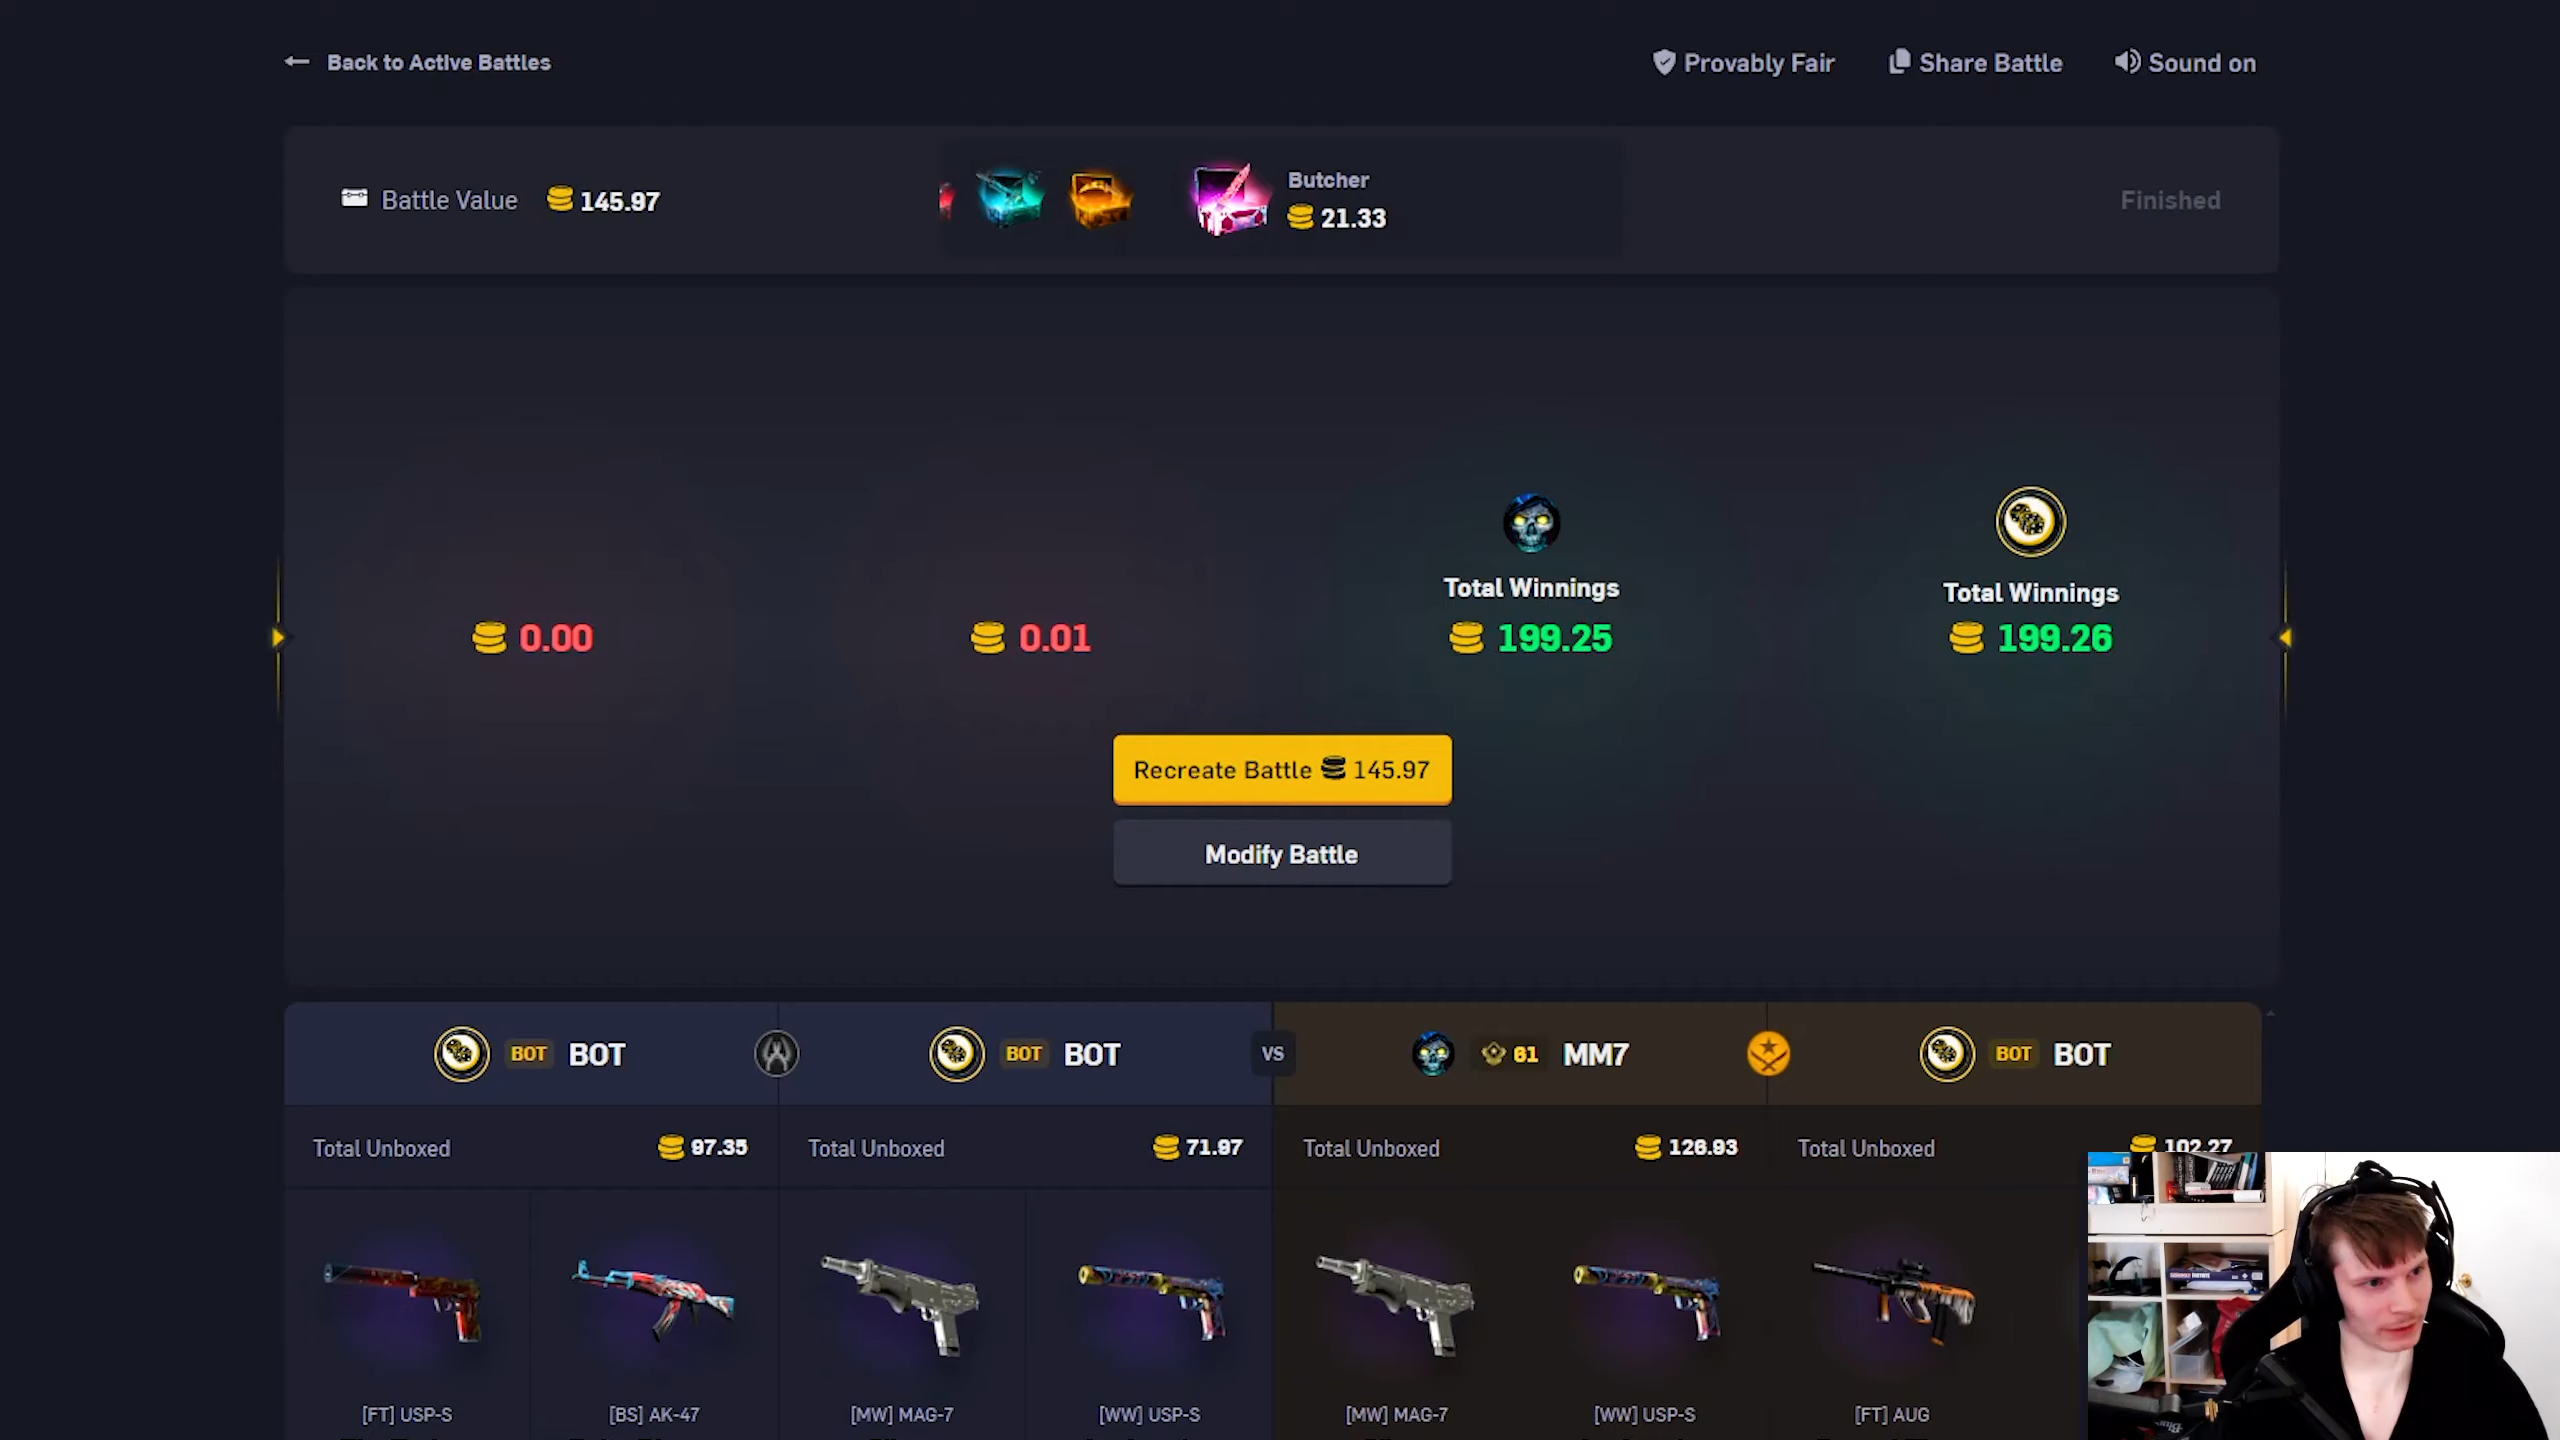 Back to Active Battles
Provably Fair
Share Battle
Sound on
Battle Value 145.97
Butcher
21.33
Finished
Total Winnings
Total Winnings
0.00
0.01
199.25
199.26
Recreate Battle 145.97
Modify Battle
BOT BOT
BOT BOT
VS
61 MM7
BOT BOT
Total Unboxed 97.35
Total Unboxed 71.97
Total Unboxed 126.93
Total Unboxed 102.27
[FT] USP-S
[BS] AK-47
[MW] MAG-7
[WW] USP-S
[MW] MAG-7
[WW] USP-S
[FT] AUG